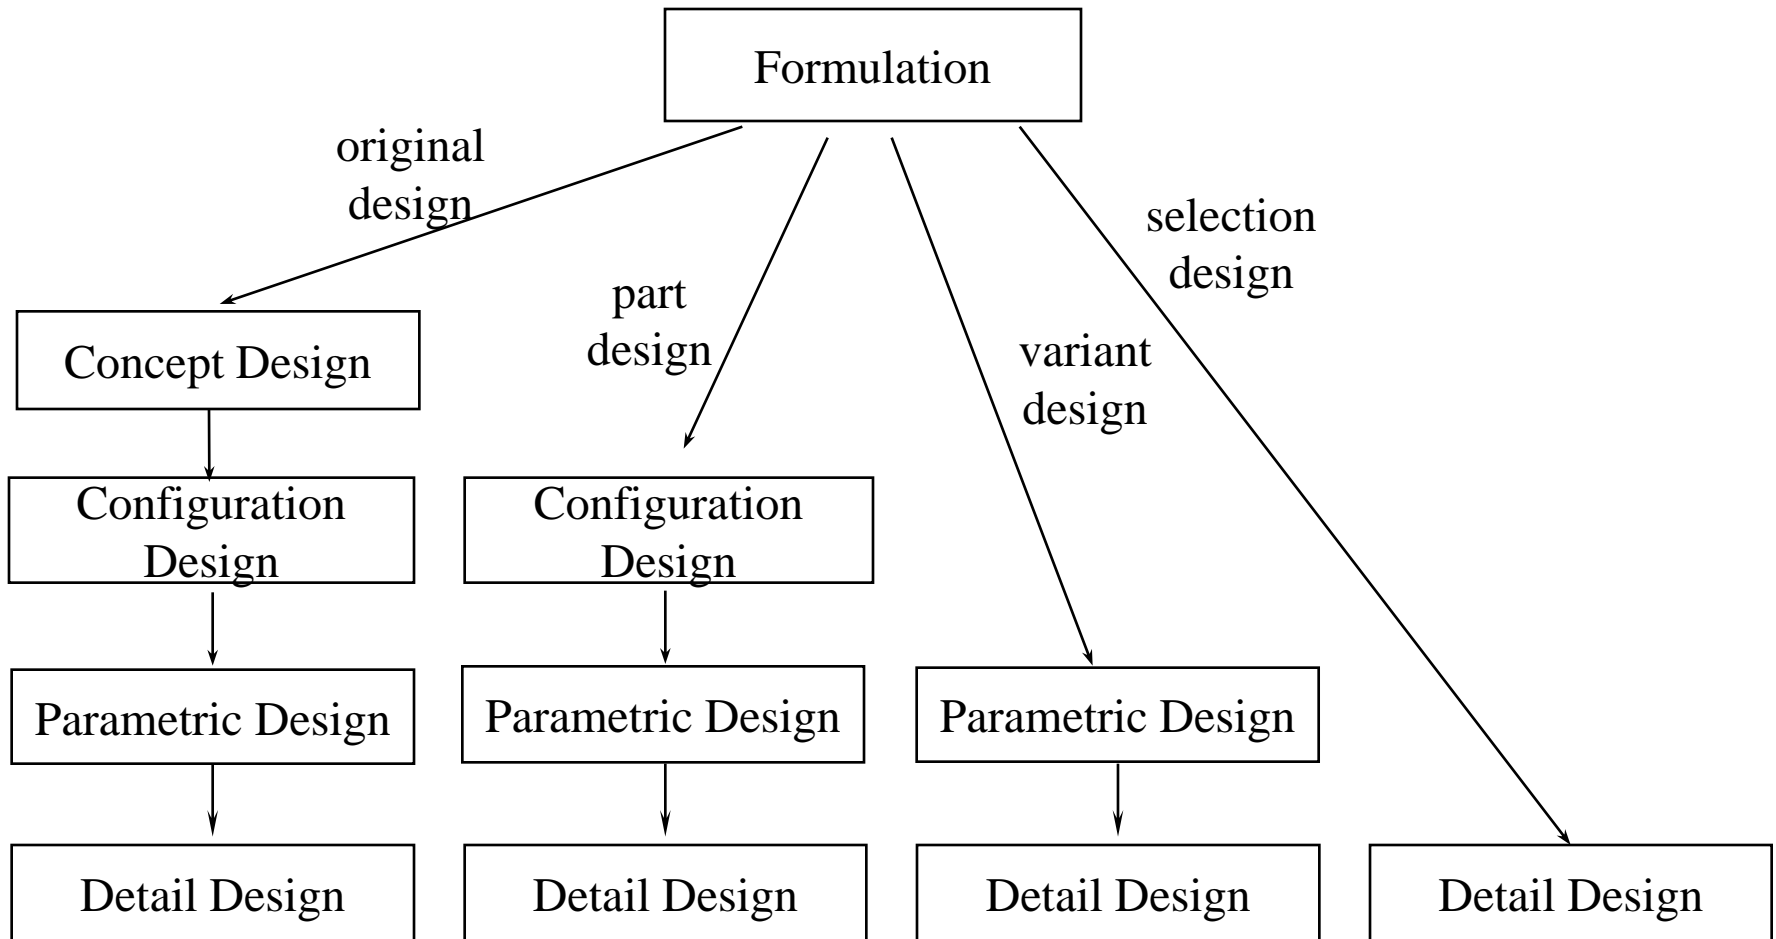 Formulation
original
design
selection
design
part
design
variant
design
Concept Design
Configuration
Design
Configuration
Design
Parametric Design
Parametric Design
Parametric Design
Detail Design
Detail Design
Detail Design
Detail Design